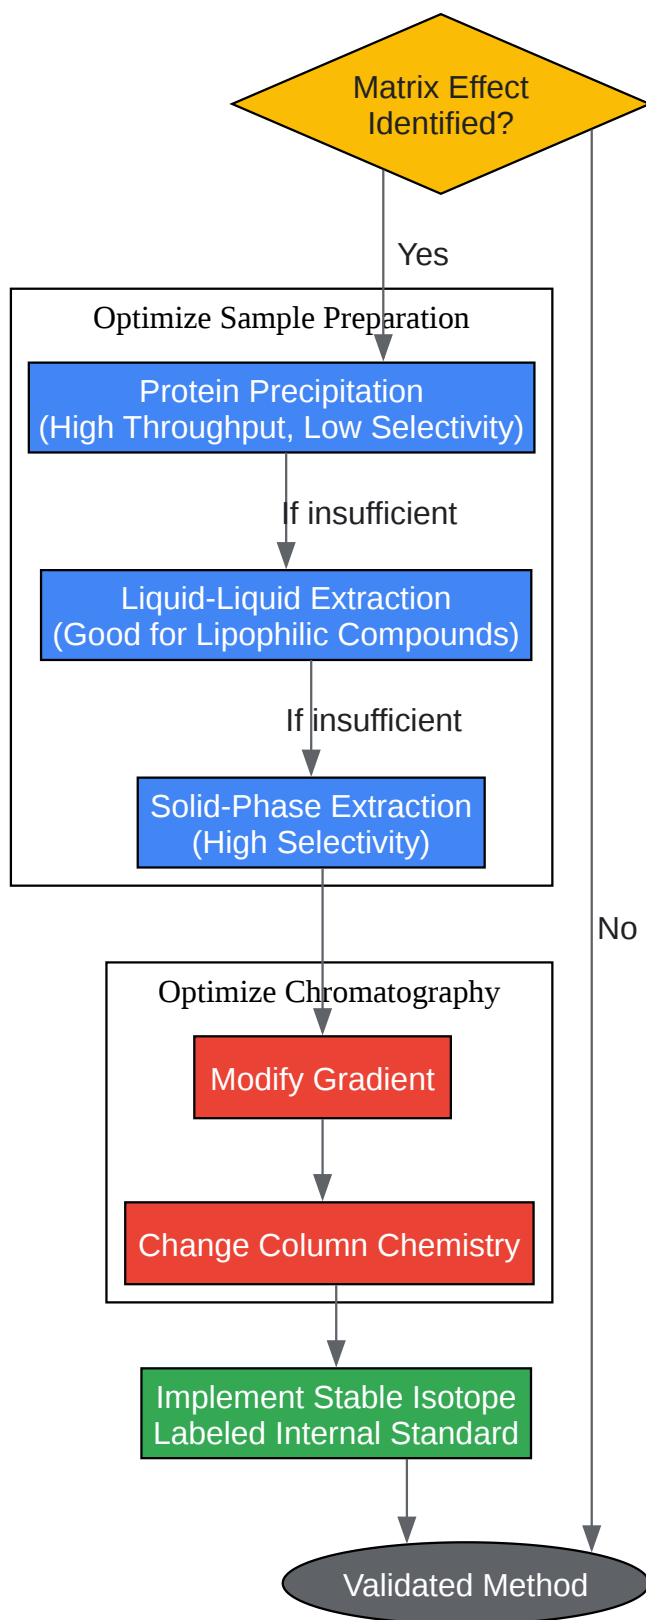 Matrix Effect
Identified?
Yes
Optimize Sample Preparation
Protein Precipitation
(High Throughput, Low Selectivity)
If insufficient
Liquid-Liquid Extraction
(Good for Lipophilic Compounds)
If insufficient
Solid-Phase Extraction
(High Selectivity)
No
Optimize Chromatography
Modify Gradient
Change Column Chemistry
Implement Stable Isotope
Labeled Internal Standard
Validated Method